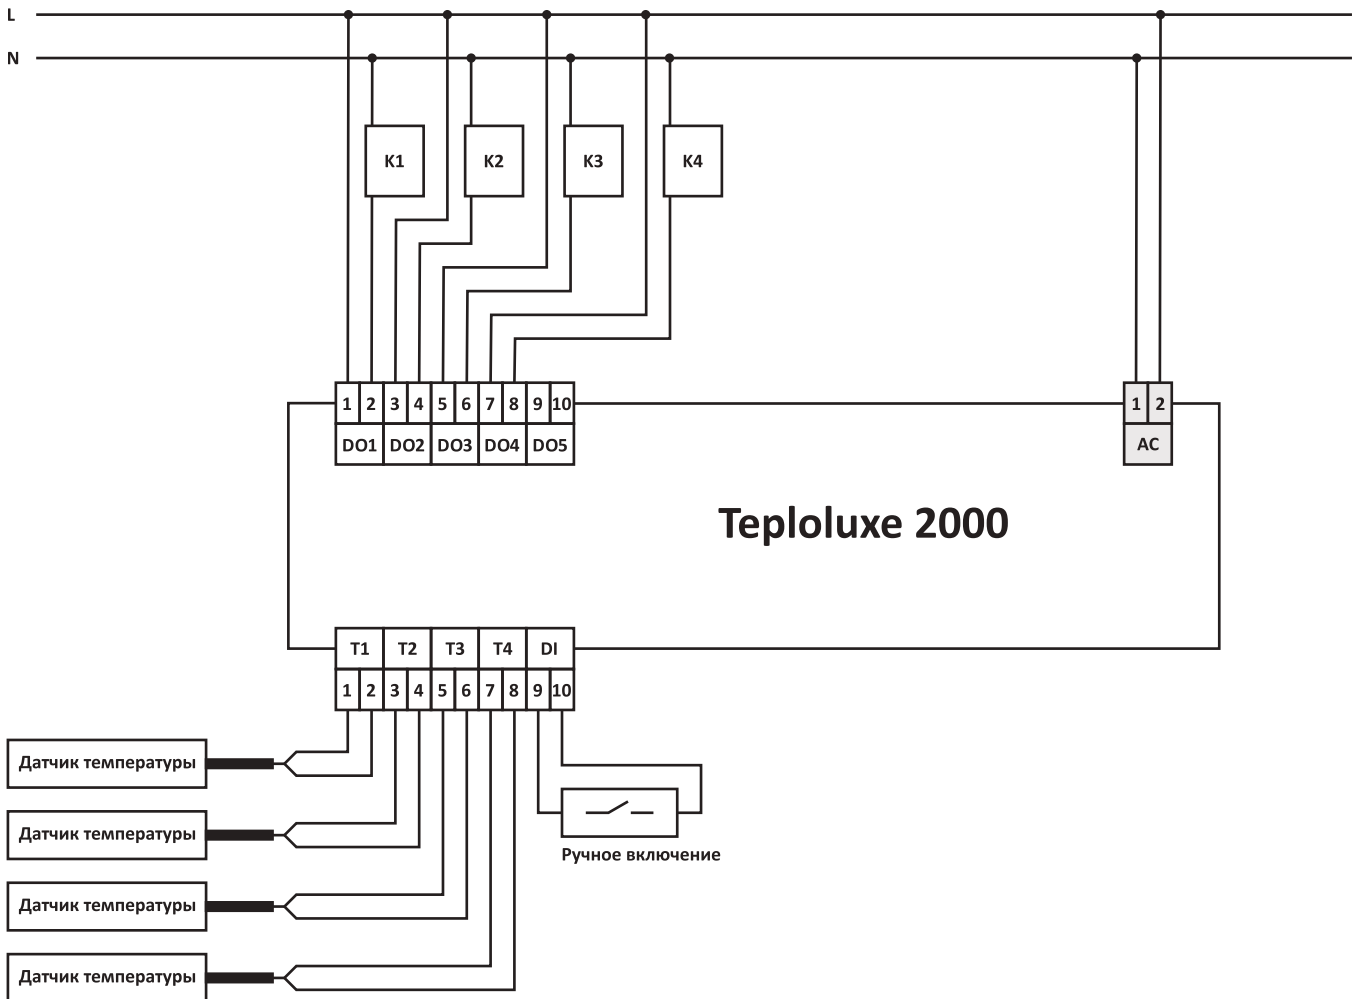 L
N
K1 K2 K3 K4
1 2 3 4 5 6 7 8 9 10 1 2
DO1 DO2 DO3 DO4 DO5 AC
Teploluxe 2000
T1 T2 T3 T4 DI
1 2 3 4 5 6 7 8 9 10
Датчик температуры
Датчик температуры
Ручное включение
Датчик температуры
Датчик температуры